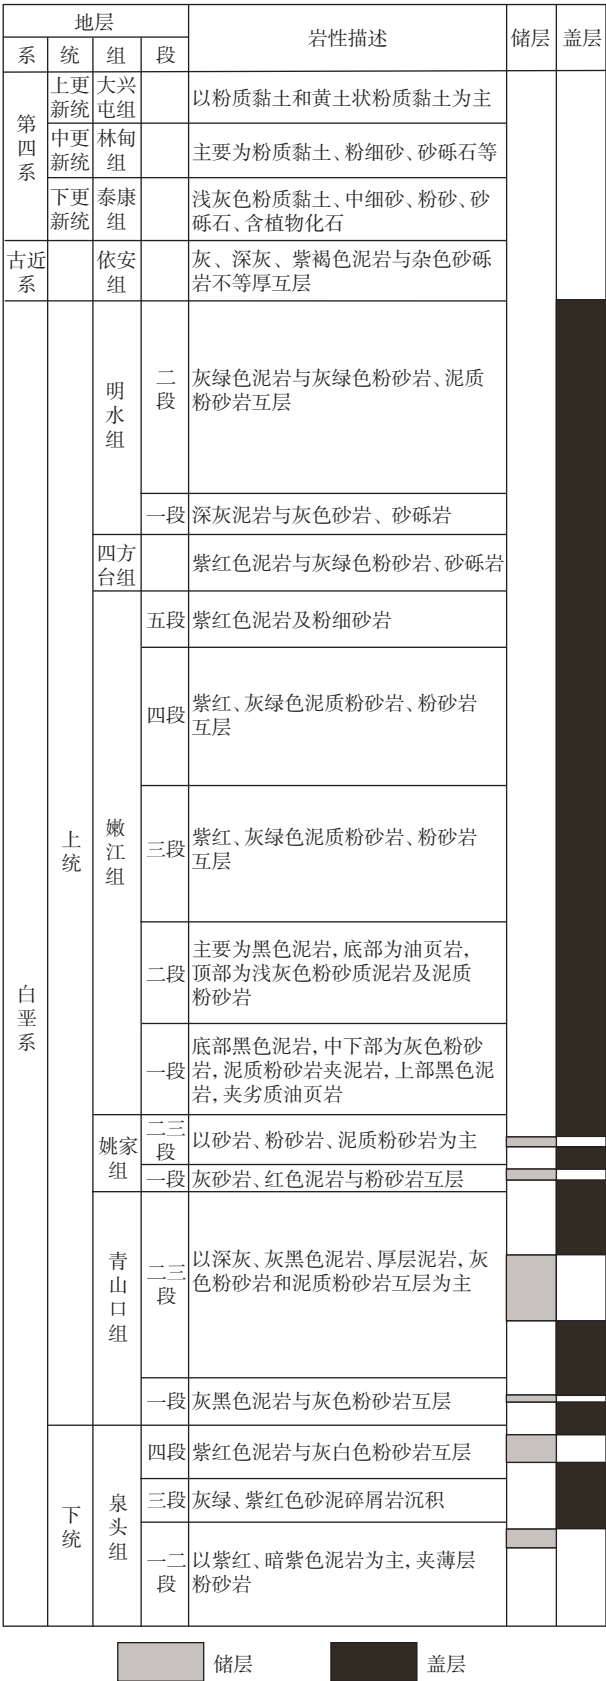 地层
岩性描述
储层
盖层
系
统
组
段
第四系
上更
新统
大兴
屯组
以粉质黏土和黄土状粉质黏土为主
中更
新统
林甸
组
主要为粉质黏土、粉细砂、砂砾石等
下更
新统
泰康
组
浅灰色粉质黏土、中细砂、粉砂、砂
砾石、含植物化石
古近
系
依安
组
灰、深灰、紫褐色泥岩与杂色砂砾
岩不等厚互层
白垩系
上统
明水组
二
段
灰绿色泥岩与灰绿色粉砂岩、泥质
粉砂岩互层
一段
深灰泥岩与灰色砂岩、砂砾岩
四方
台组
紫红色泥岩与灰绿色粉砂岩、砂砾岩
嫩江组
五段
紫红色泥岩及粉细砂岩
四段
紫红、灰绿色泥质粉砂岩、粉砂岩
互层
三段
紫红、灰绿色泥质粉砂岩、粉砂岩
互层
二段
主要为黑色泥岩,底部为油页岩,
顶部为浅灰色粉砂质泥岩及泥质
粉砂岩
一段
底部黑色泥岩,中下部为灰色粉砂
岩,泥质粉砂岩夹泥岩,上部黑色泥
岩,夹劣质油页岩
姚家
组
二三
段
以砂岩、粉砂岩、泥质粉砂岩为主
一段
灰砂岩、红色泥岩与粉砂岩互层
青山口组
二三
段
以深灰、灰黑色泥岩、厚层泥岩,灰
色粉砂岩和泥质粉砂岩互层为主
一段
灰黑色泥岩与灰色粉砂岩互层
下统
泉头组
四段
紫红色泥岩与灰白色粉砂岩互层
三段
灰绿、紫红色砂泥碎屑岩沉积
一二
段
以紫红、暗紫色泥岩为主,夹薄层
粉砂岩
储层
盖层